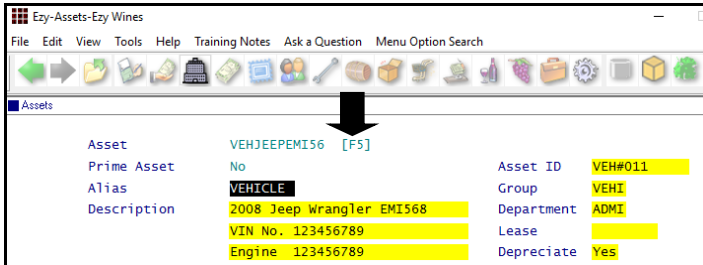 Ezy-Assets-Ezy Wines
File Edit View Tools Help Training Notes Ask a Question Menu Option Search
Assets
Asset VEHJEEPEMI56 [F5]
Prime Asset No Asset ID VEH#011
Alias VEHICLE Group VEHI
Description 2008 Jeep Wrangler EMI568 Department ADMI
VIN No. 123456789 Lease
Engine 123456789 Depreciate Yes